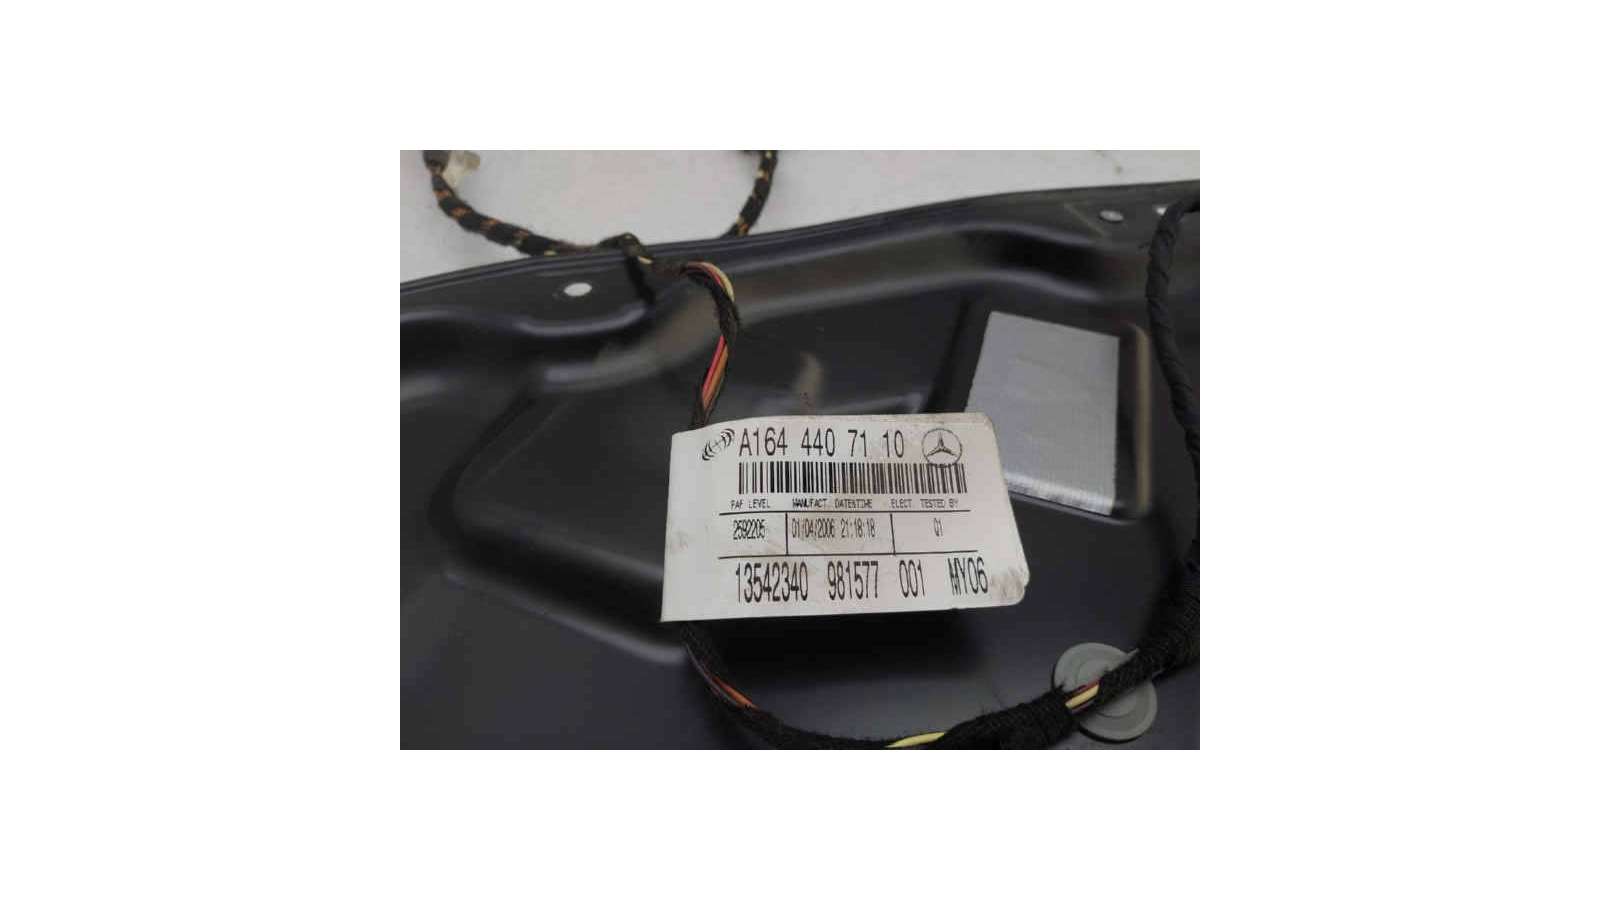 A164 440 71 10
PAF LEVEL MANUFACT. DATE&TIME ELECT. TESTED BY
2592205 01/04/2006 21:18:18 Q1
13542340 981577 001 MY06